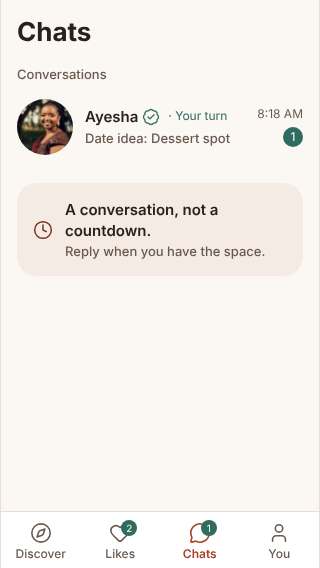 Chats
Conversations
Ayesha · Your turn 8:18 AM
Date idea: Dessert spot 1
A conversation, not a
countdown.
Reply when you have the space.
2 1
Discover Likes Chats You